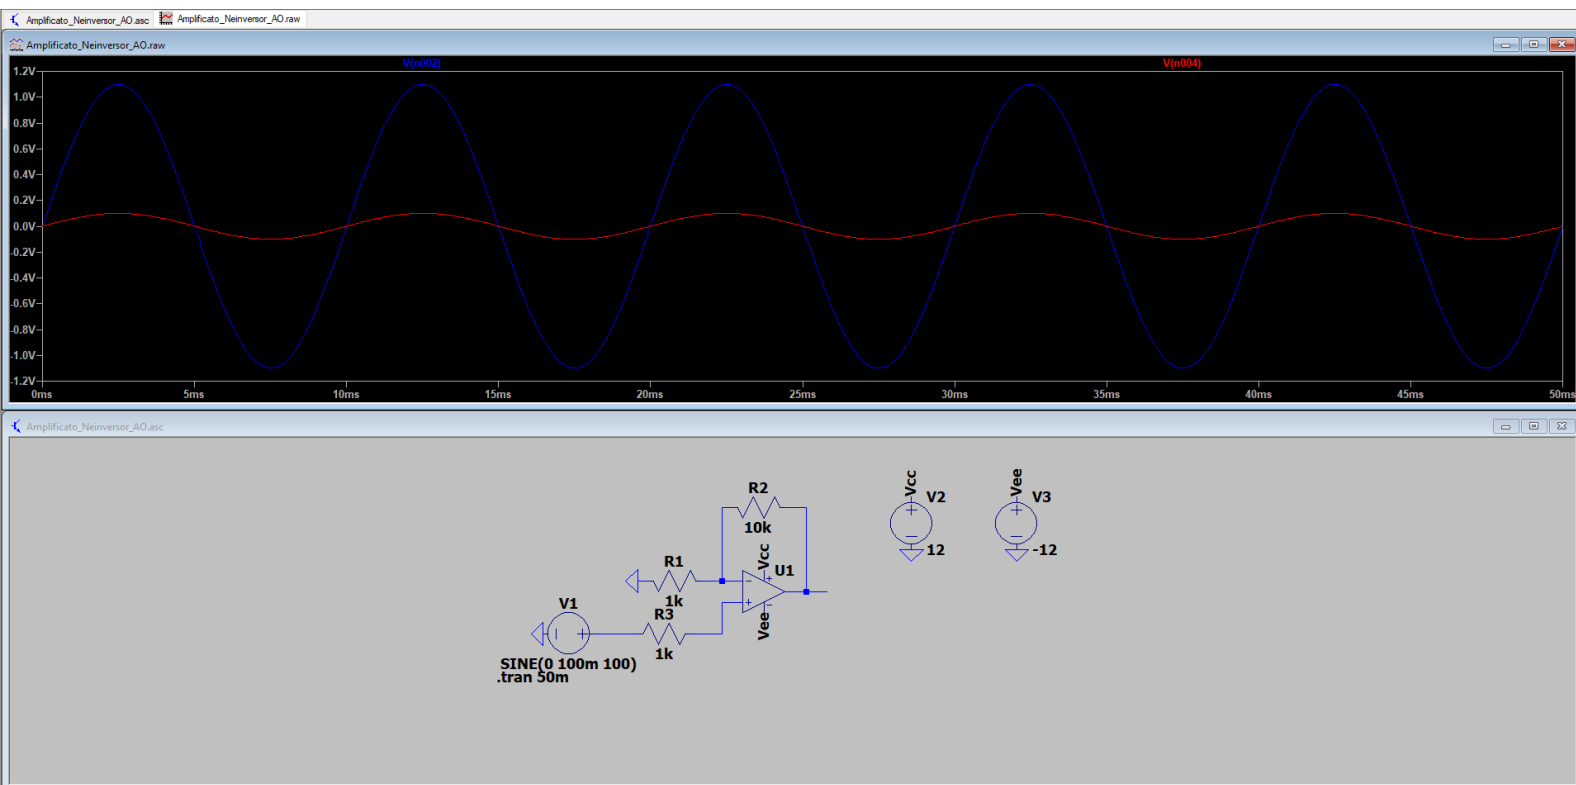 Amplificato_Neinversor_AO.asc Amplificato_Neinversor_AO.raw
Amplificato_Neinversor_AO.raw
V(n002) V(n004)
1.2V
1.0V
0.8V
0.6V
0.4V
0.2V
0.0V
-0.2V
-0.4V
-0.6V
-0.8V
-1.0V
-1.2V
0ms 5ms 10ms 15ms 20ms 25ms 30ms 35ms 40ms 45ms 50ms
Amplificato_Neinversor_AO.asc
R2
10k
Vcc
V2
12
Vee
V3
-12
R1
1k
Vcc
U1
Vee
V1
R3
1k
SINE(0 100m 100)
.tran 50m